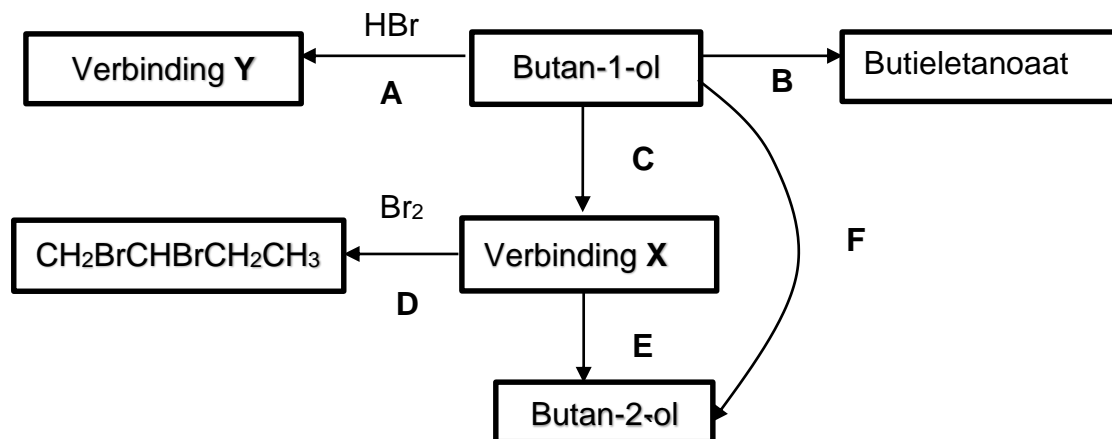 HBr
Verbinding Y
Butan-1-ol
Butieletanoaat
A
B
C
Br₂
CH₂BrCHBrCH₂CH₃
Verbinding X
F
D
E
Butan-2-ol